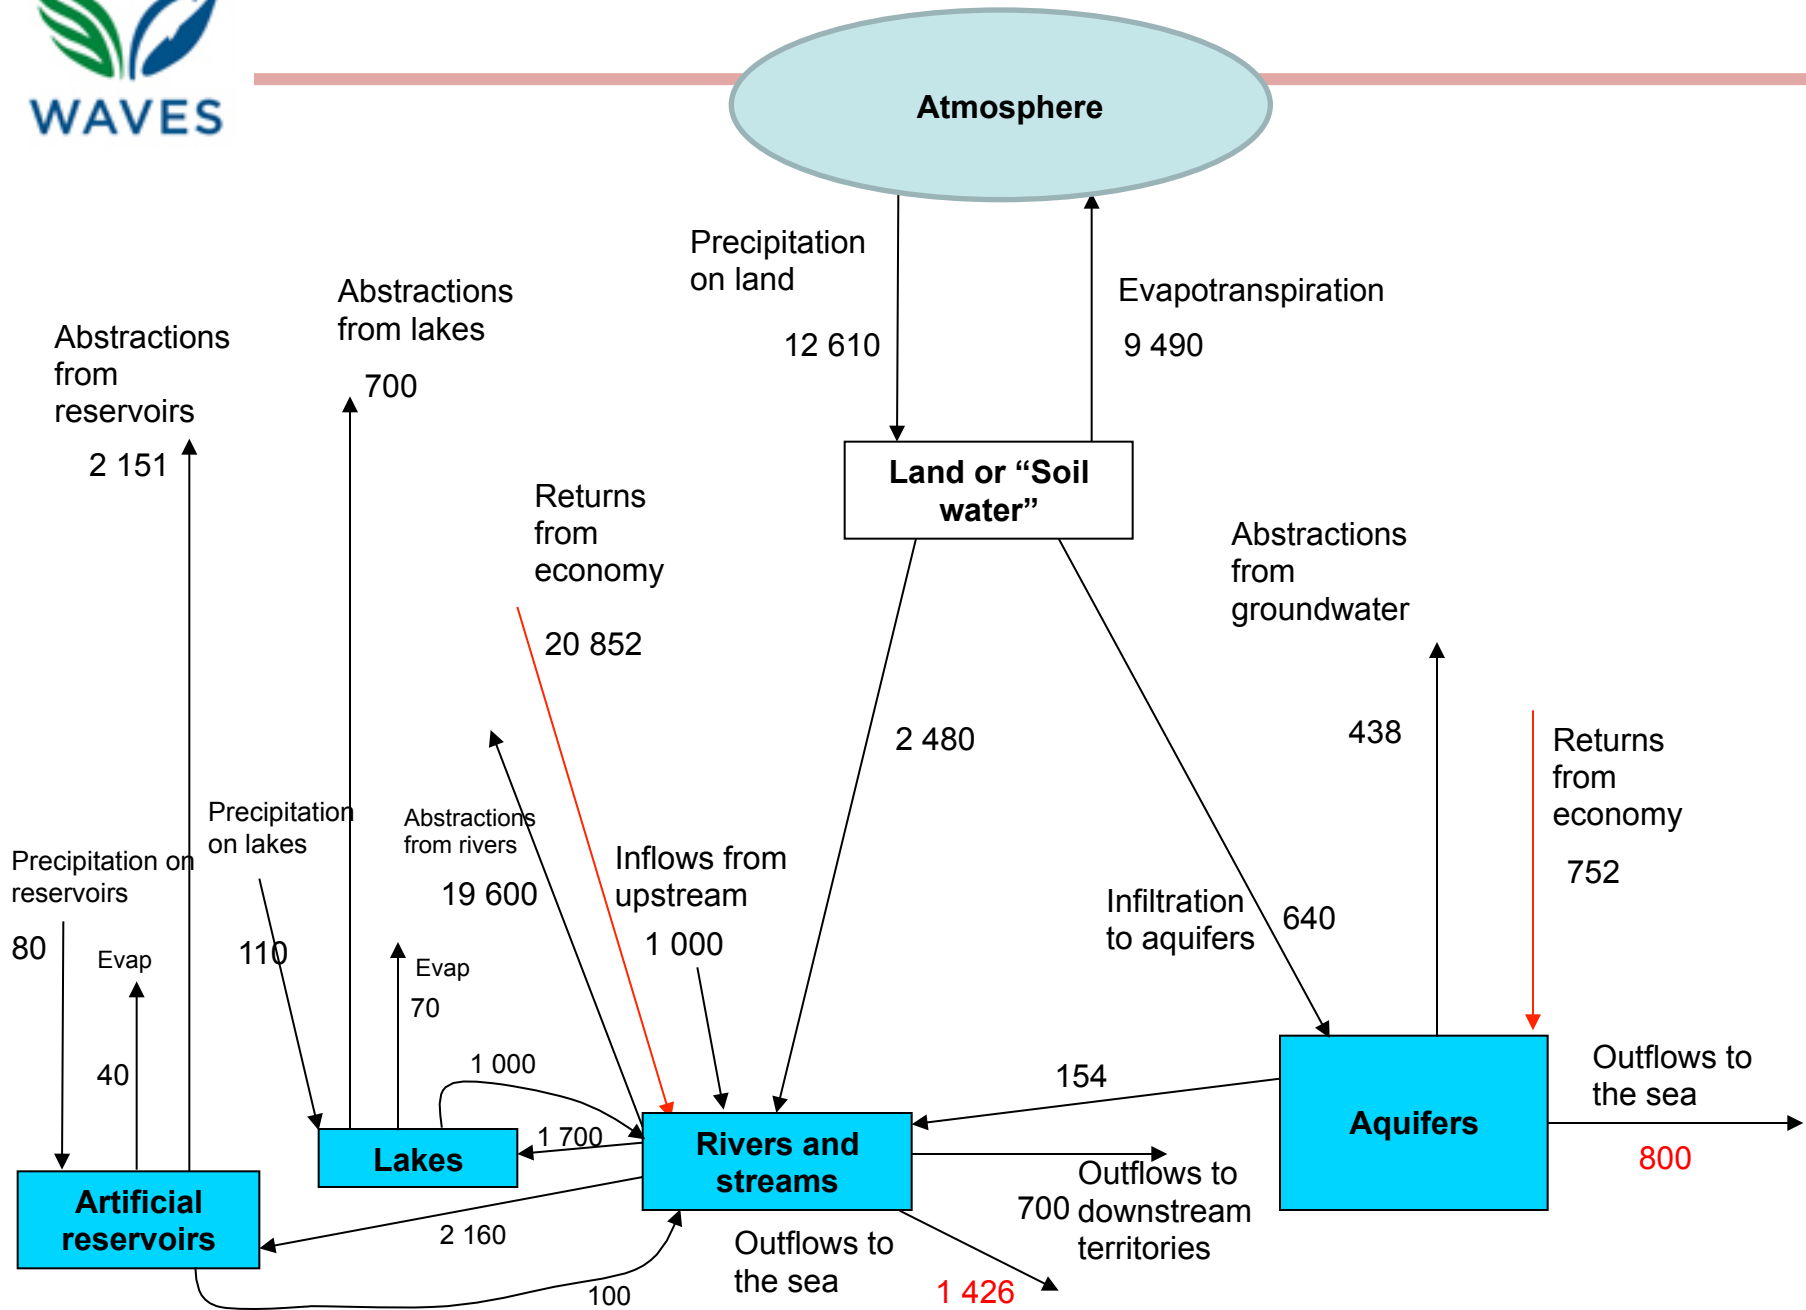 WAVES
Atmosphere
Precipitation
on land
12 610
Evapotranspiration
9 490
Abstractions
from lakes
700
Abstractions
from
reservoirs
2 151
Land or “Soil
water”
Returns
from
economy
20 852
Abstractions
from
groundwater
438
2 480
Returns
from
economy
752
Precipitation
on lakes
110
Abstractions
from rivers
19 600
Inflows from
upstream
1 000
Precipitation on
reservoirs
80
Evap
40
Evap
70
Infiltration
to aquifers
640
1 000
154
Outflows to
the sea
800
Aquifers
1 700
Lakes
Rivers and
streams
Artificial
reservoirs
2 160
100
Outflows to
the sea
1 426
700
Outflows to
downstream
territories